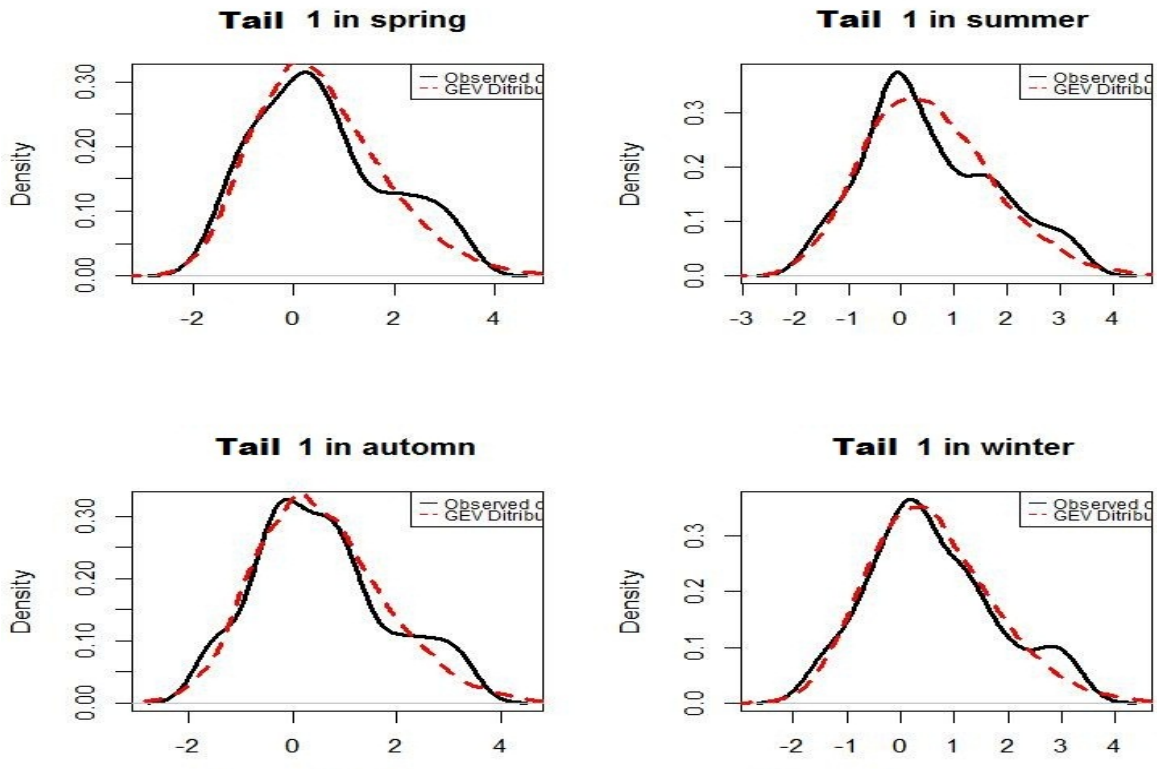 Tail 1 in spring
Observed c
GEV Ditribu
Density
0.00 0.10 0.20 0.30
-2 0 2 4
Tail 1 in summer
Observed c
GEV Ditribu
Density
0.0 0.1 0.2 0.3
-3 -2 -1 0 1 2 3 4
Tail 1 in automn
Observed c
GEV Ditribu
Density
0.00 0.10 0.20 0.30
-2 0 2 4
Tail 1 in winter
Observed c
GEV Ditribu
Density
0.0 0.1 0.2 0.3
-2 -1 0 1 2 3 4